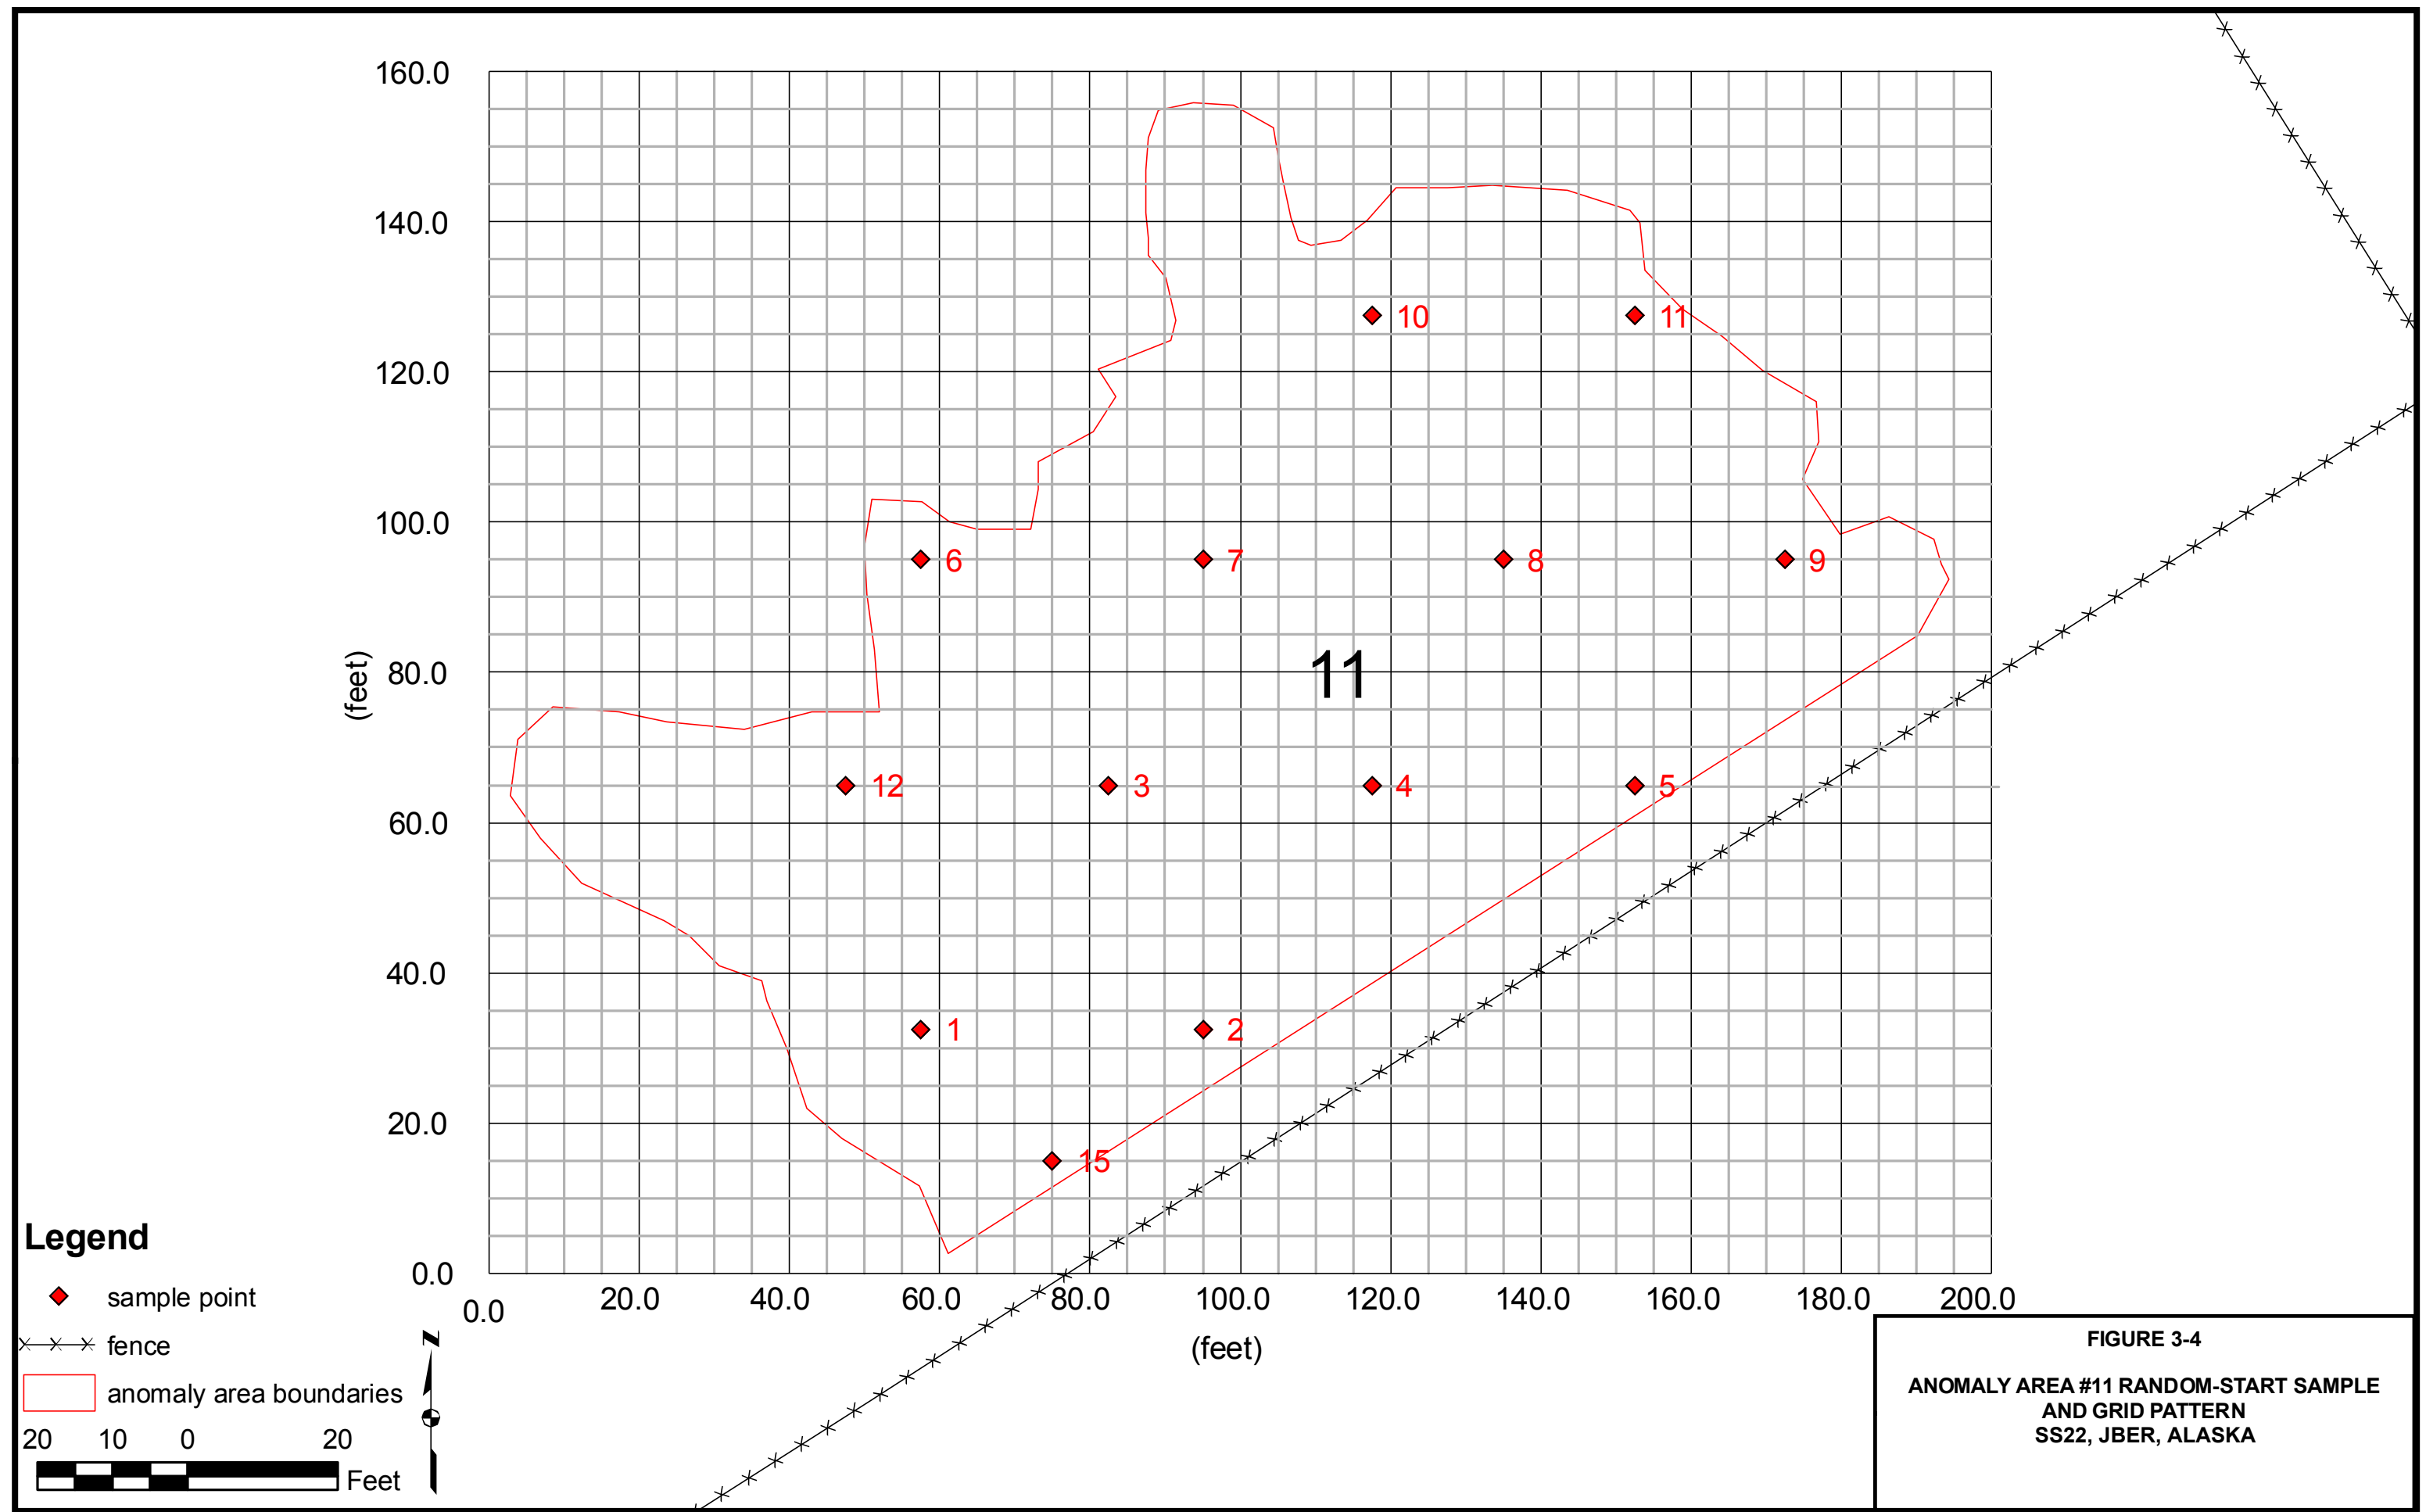 160.0
140.0
10
11
120.0
100.0
6
7
8
9
11
80.0
(feet)
12
3
4
5
60.0
40.0
1
2
20.0
15
0.0
0.0
20.0
40.0
60.0
80.0
100.0
120.0
140.0
160.0
180.0
200.0
(feet)
Legend
sample point
fence
anomaly area boundaries
20 10 0 20
Feet
N
FIGURE 3-4
ANOMALY AREA #11 RANDOM-START SAMPLE
AND GRID PATTERN
SS22, JBER, ALASKA